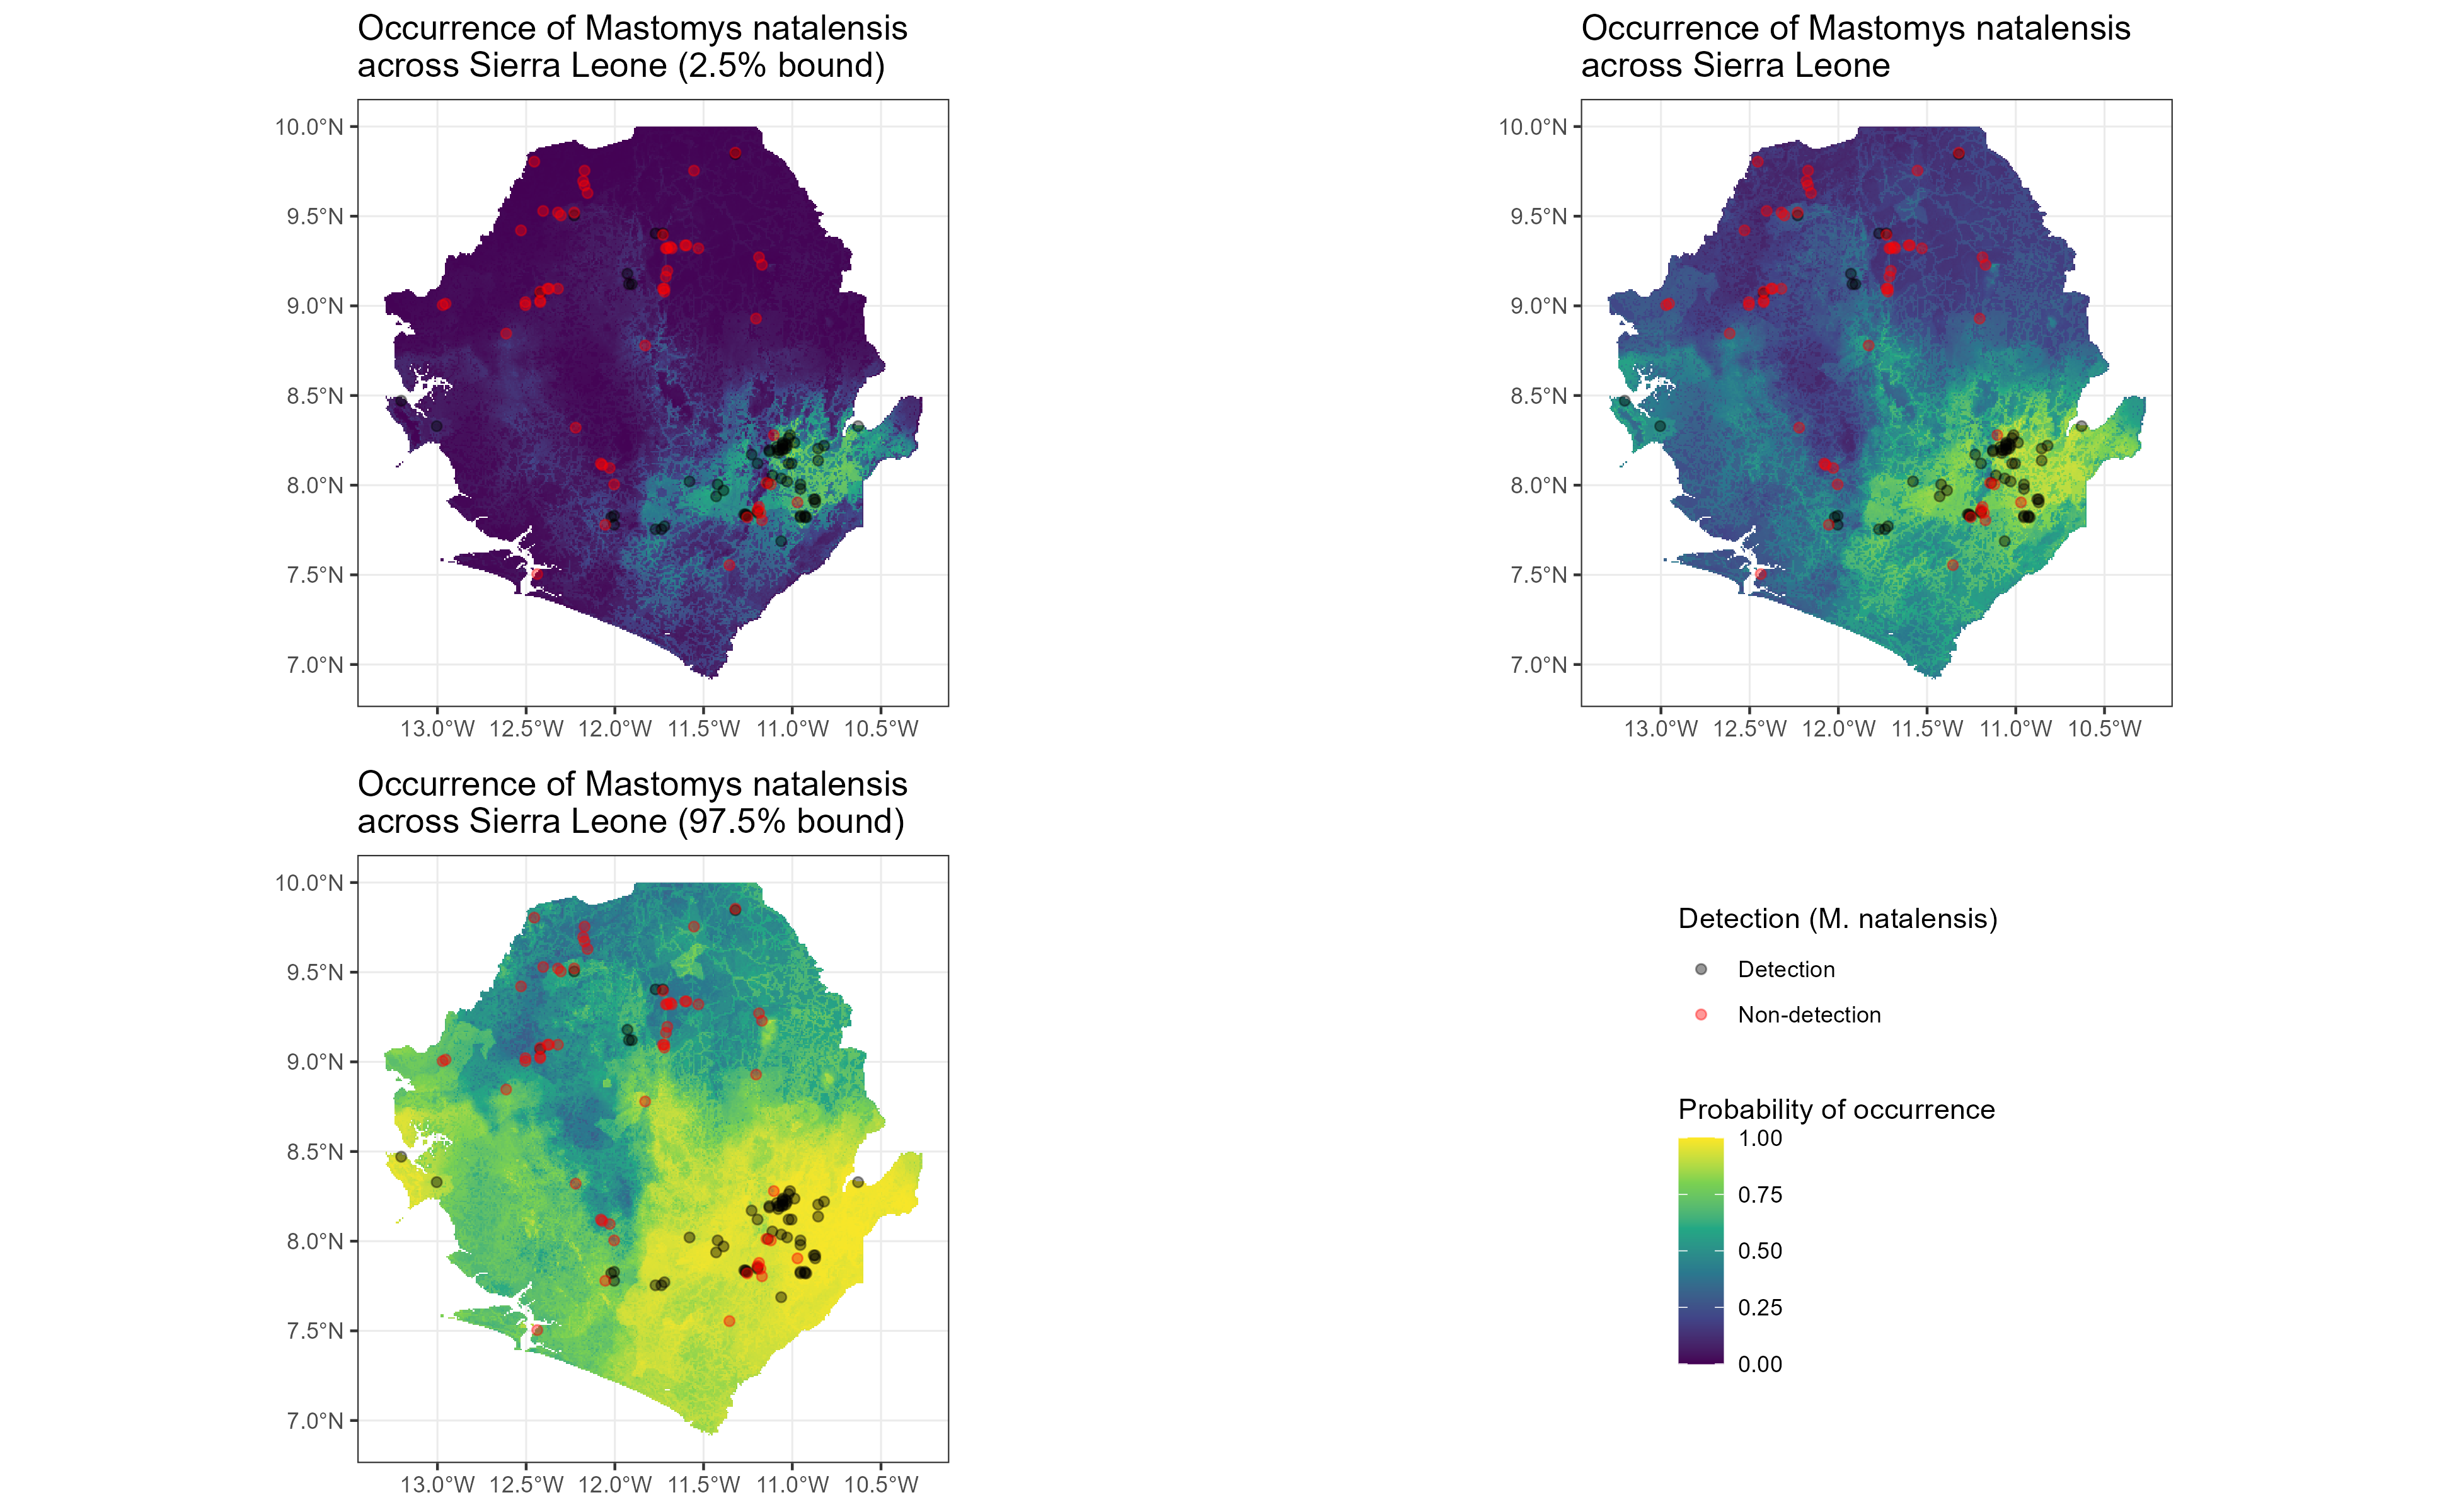 Occurrence of Mastomys natalensis
across Sierra Leone (2.5% bound)
10.0°N
9.5°N
9.0°N
8.5°N
8.0°N
7.5°N
7.0°N
13.0°W 12.5°W 12.0°W 11.5°W 11.0°W 10.5°W
Occurrence of Mastomys natalensis
across Sierra Leone
10.0°N
9.5°N
9.0°N
8.5°N
8.0°N
7.5°N
7.0°N
13.0°W 12.5°W 12.0°W 11.5°W 11.0°W 10.5°W
Occurrence of Mastomys natalensis
across Sierra Leone (97.5% bound)
10.0°N
9.5°N
9.0°N
8.5°N
8.0°N
7.5°N
7.0°N
13.0°W 12.5°W 12.0°W 11.5°W 11.0°W 10.5°W
Detection (M. natalensis)
Detection
Non-detection
Probability of occurrence
1.00
0.75
0.50
0.25
0.00